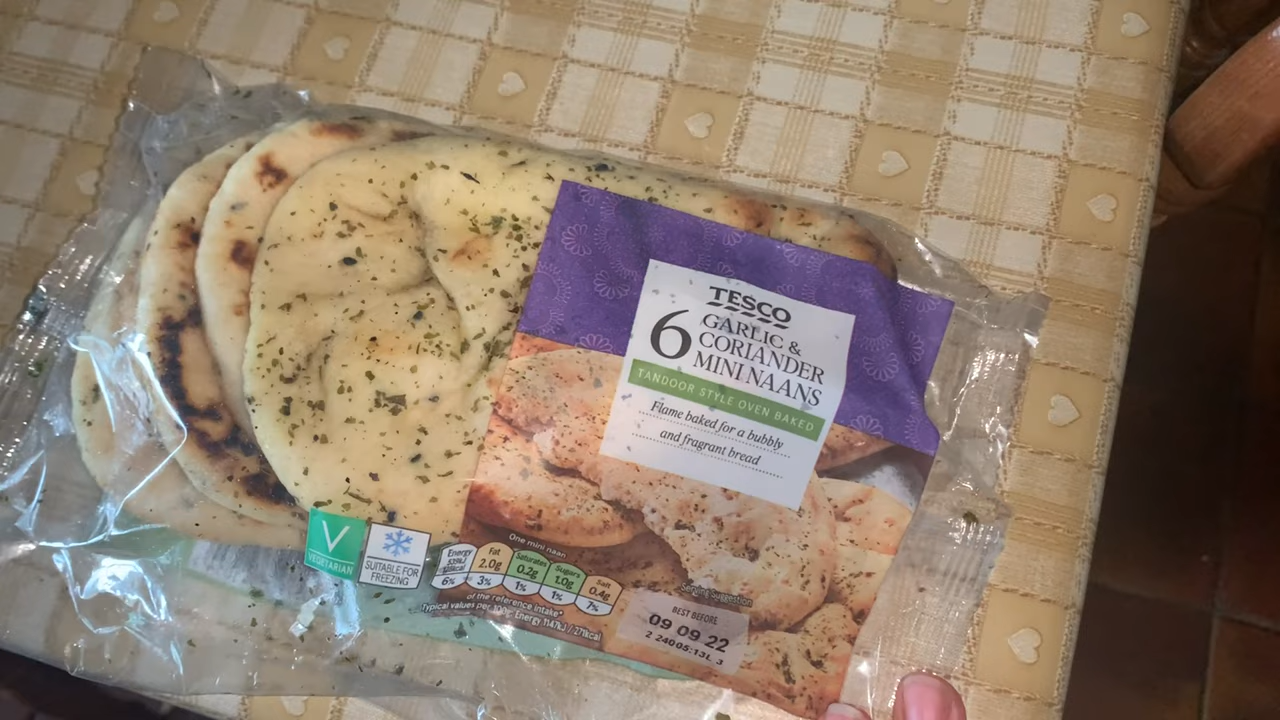 TESCO
6 GARLIC &
CORIANDER
MINI NAANS
TANDOOR STYLE OVEN BAKED
Flame baked for a bubbly
and fragrant bread
V
VEGETARIAN
SUITABLE FOR
FREEZING
One mini naan
Energy Fat Saturates Sugars Salt
2.0g 0.2g 1.0g 0.4g
6% 3% 1% 1% 7%
of the reference intake*
Typical values per 100g: Energy 1147kJ / 271kcal
Serving Suggestion
BEST BEFORE
09 09 22
2 24005:13L 3